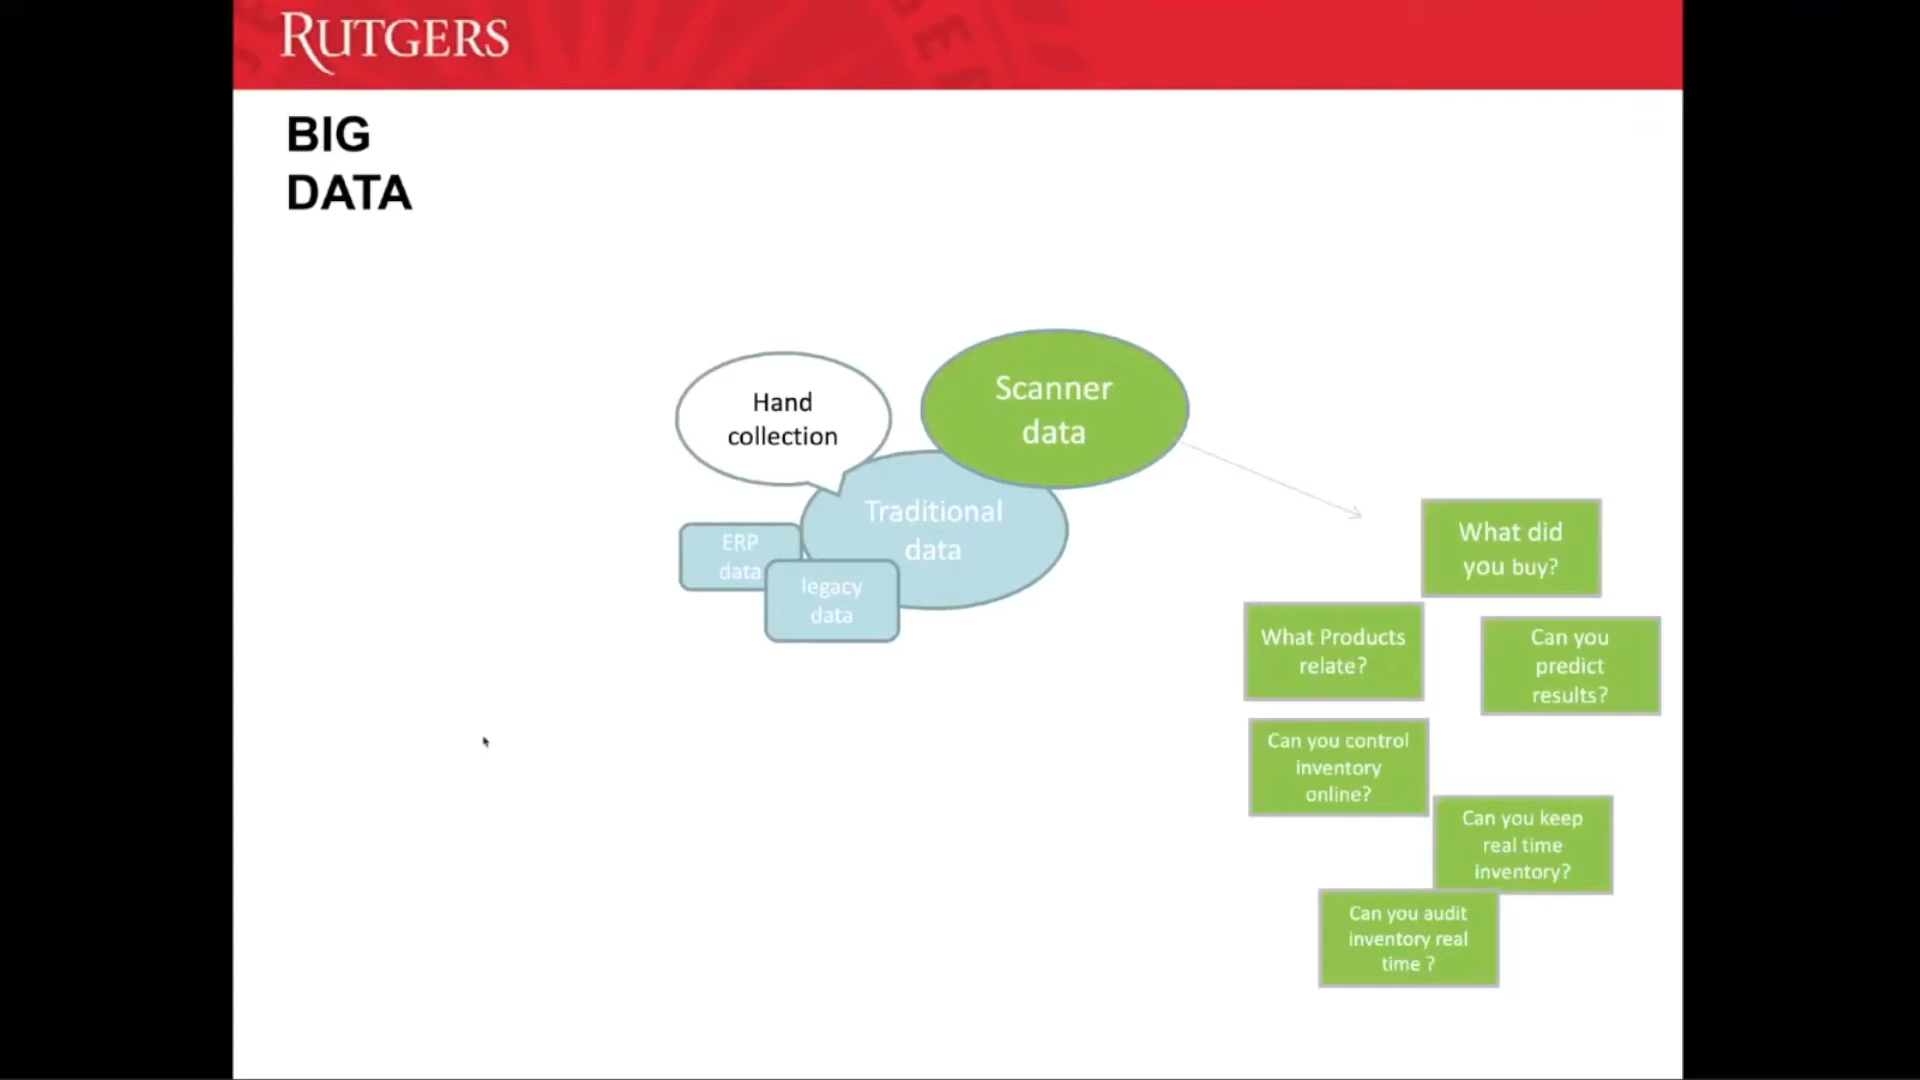 RUTGERS
BIG
DATA
Hand
collection
Scanner
data
Traditional
data
ERP
data
legacy
data
What did
you buy?
What Products
relate?
Can you
predict
results?
Can you control
inventory
online?
Can you keep
real time
inventory?
Can you audit
inventory real
time ?